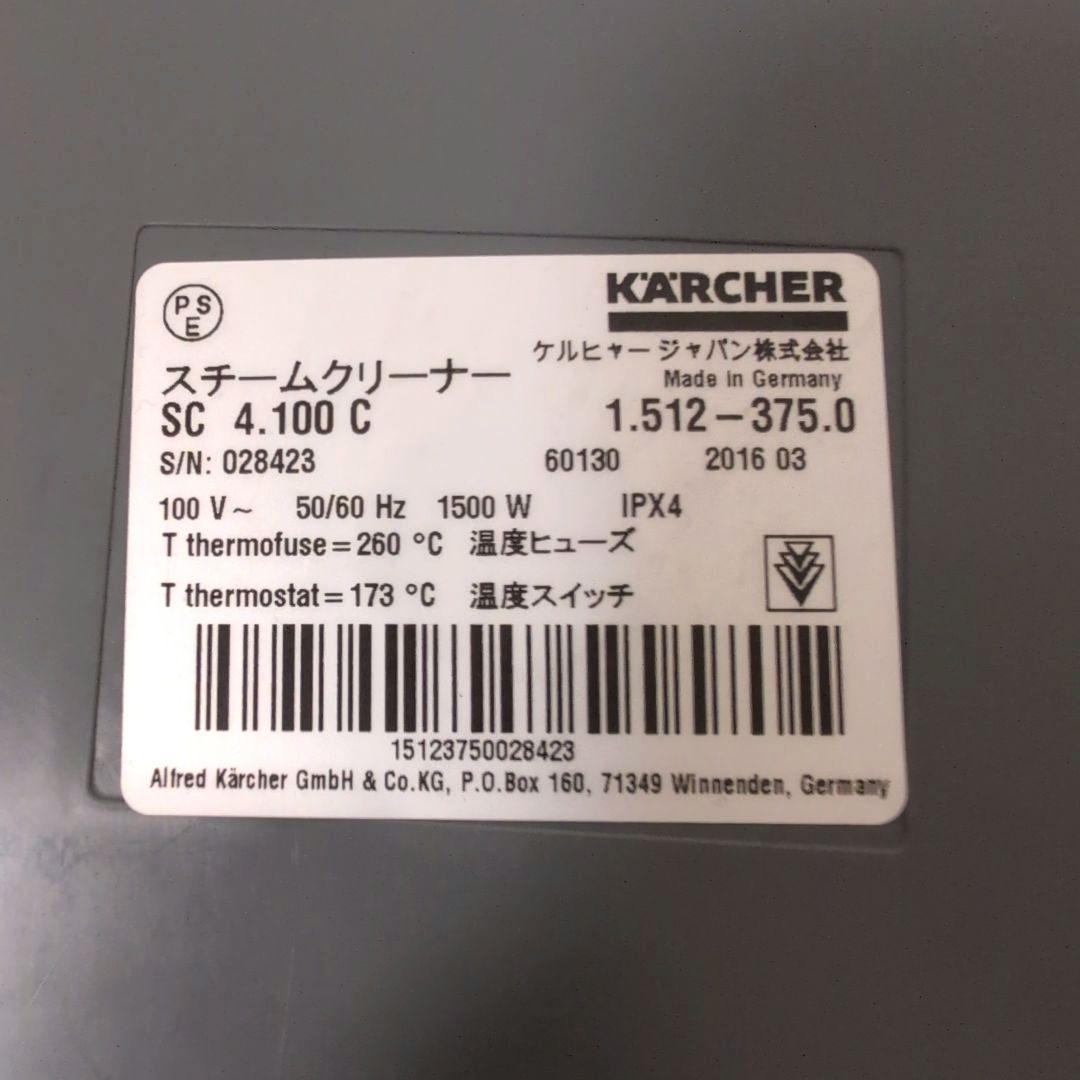 PSE
KÄRCHER
ケルヒャー ジャパン株式会社
スチームクリーナー
Made in Germany
SC 4.100 C 1.512-375.0
S/N: 028423 60130 2016 03
100 V~ 50/60 Hz 1500 W IPX4
T thermofuse = 260 °C 温度ヒューズ
T thermostat = 173 °C 温度スイッチ
15123750028423
Alfred Kärcher GmbH & Co.KG, P.O.Box 160, 71349 Winnenden, Germany